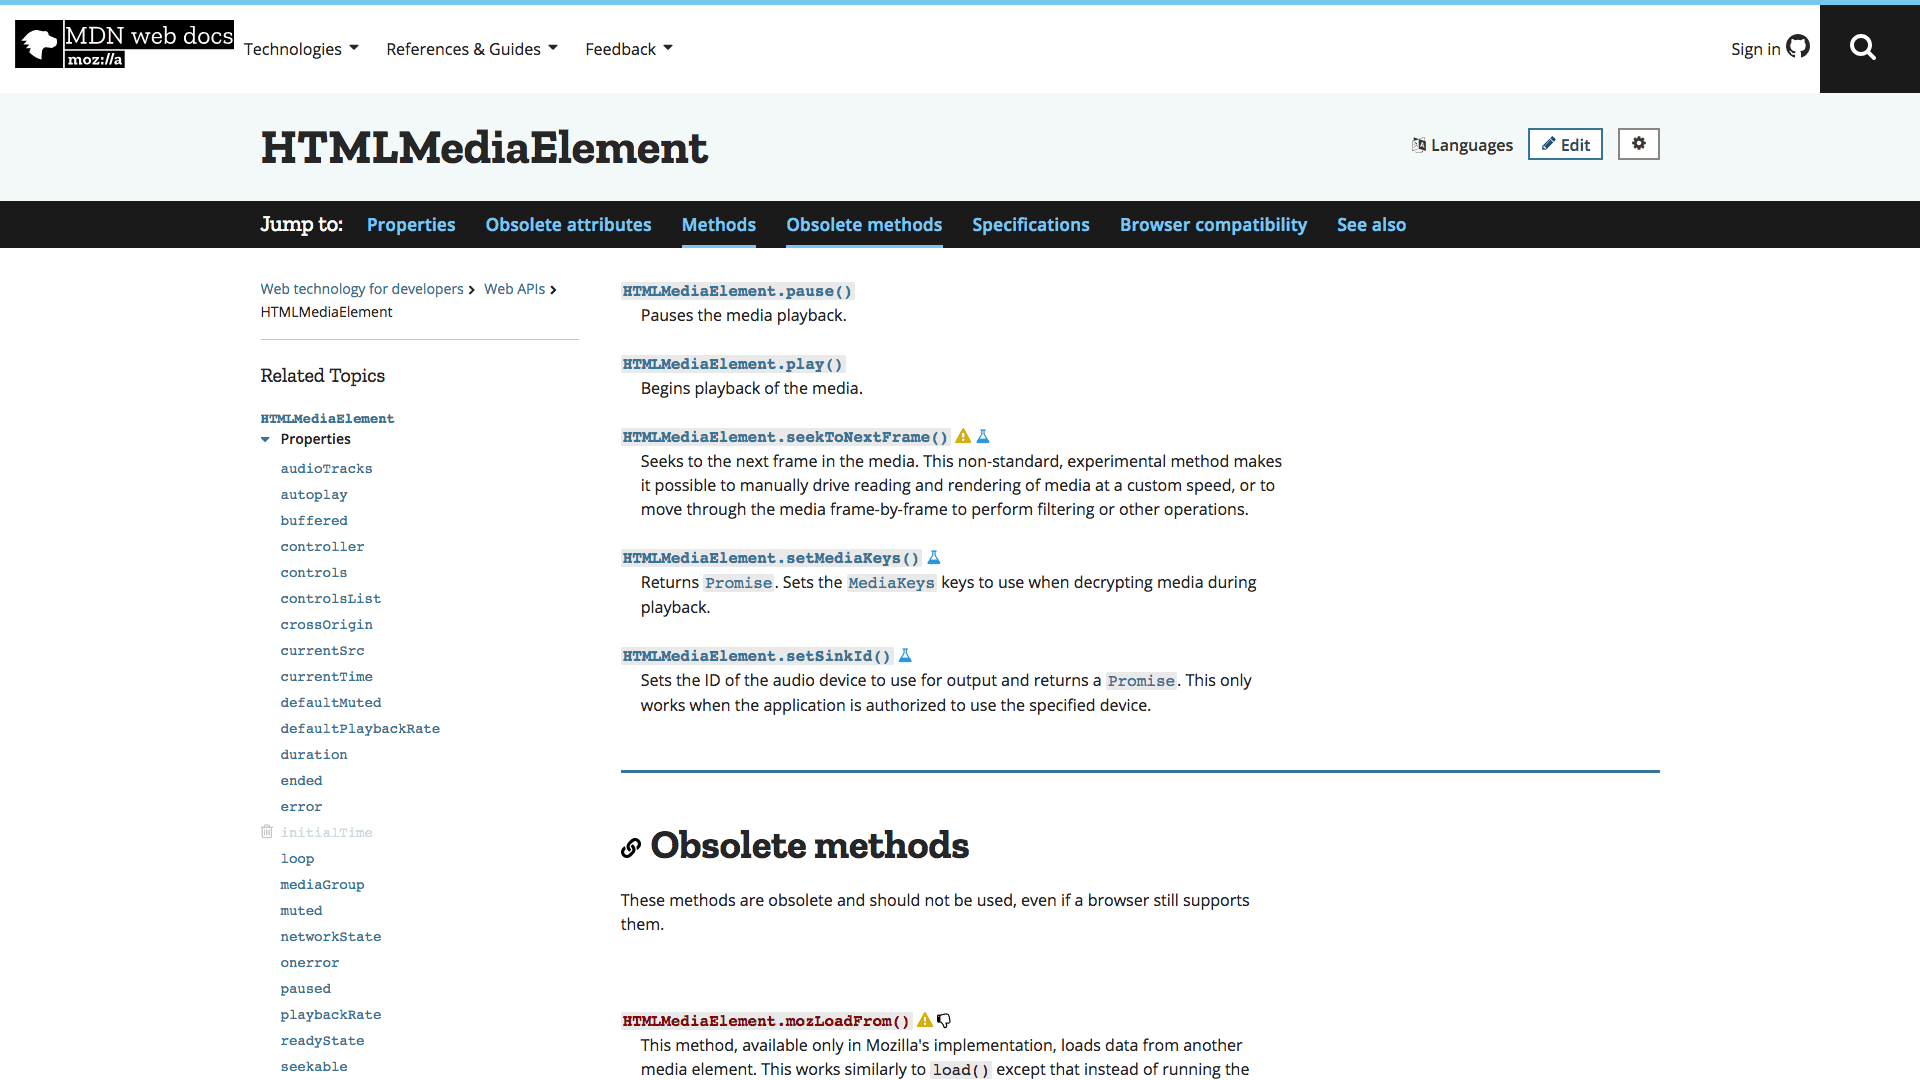 MDN web docs
moz://a
Technologies
References & Guides
Feedback
Sign in
HTMLMediaElement
Languages
Edit
Jump to:
Properties
Obsolete attributes
Methods
Obsolete methods
Specifications
Browser compatibility
See also
Web technology for developers
Web APIs
HTMLMediaElement
Related Topics
HTMLMediaElement
Properties
audioTracks
autoplay
buffered
controller
controls
controlsList
crossOrigin
currentSrc
currentTime
defaultMuted
defaultPlaybackRate
duration
ended
error
initialTime
loop
mediaGroup
muted
networkState
onerror
paused
playbackRate
readyState
seekable
HTMLMediaElement.pause()
Pauses the media playback.
HTMLMediaElement.play()
Begins playback of the media.
HTMLMediaElement.seekToNextFrame()
Seeks to the next frame in the media. This non-standard, experimental method makes
it possible to manually drive reading and rendering of media at a custom speed, or to
move through the media frame-by-frame to perform filtering or other operations.
HTMLMediaElement.setMediaKeys()
Returns Promise. Sets the MediaKeys keys to use when decrypting media during
playback.
HTMLMediaElement.setSinkId()
Sets the ID of the audio device to use for output and returns a Promise. This only
works when the application is authorized to use the specified device.
Obsolete methods
These methods are obsolete and should not be used, even if a browser still supports
them.
HTMLMediaElement.mozLoadFrom()
This method, available only in Mozilla's implementation, loads data from another
media element. This works similarly to load() except that instead of running the